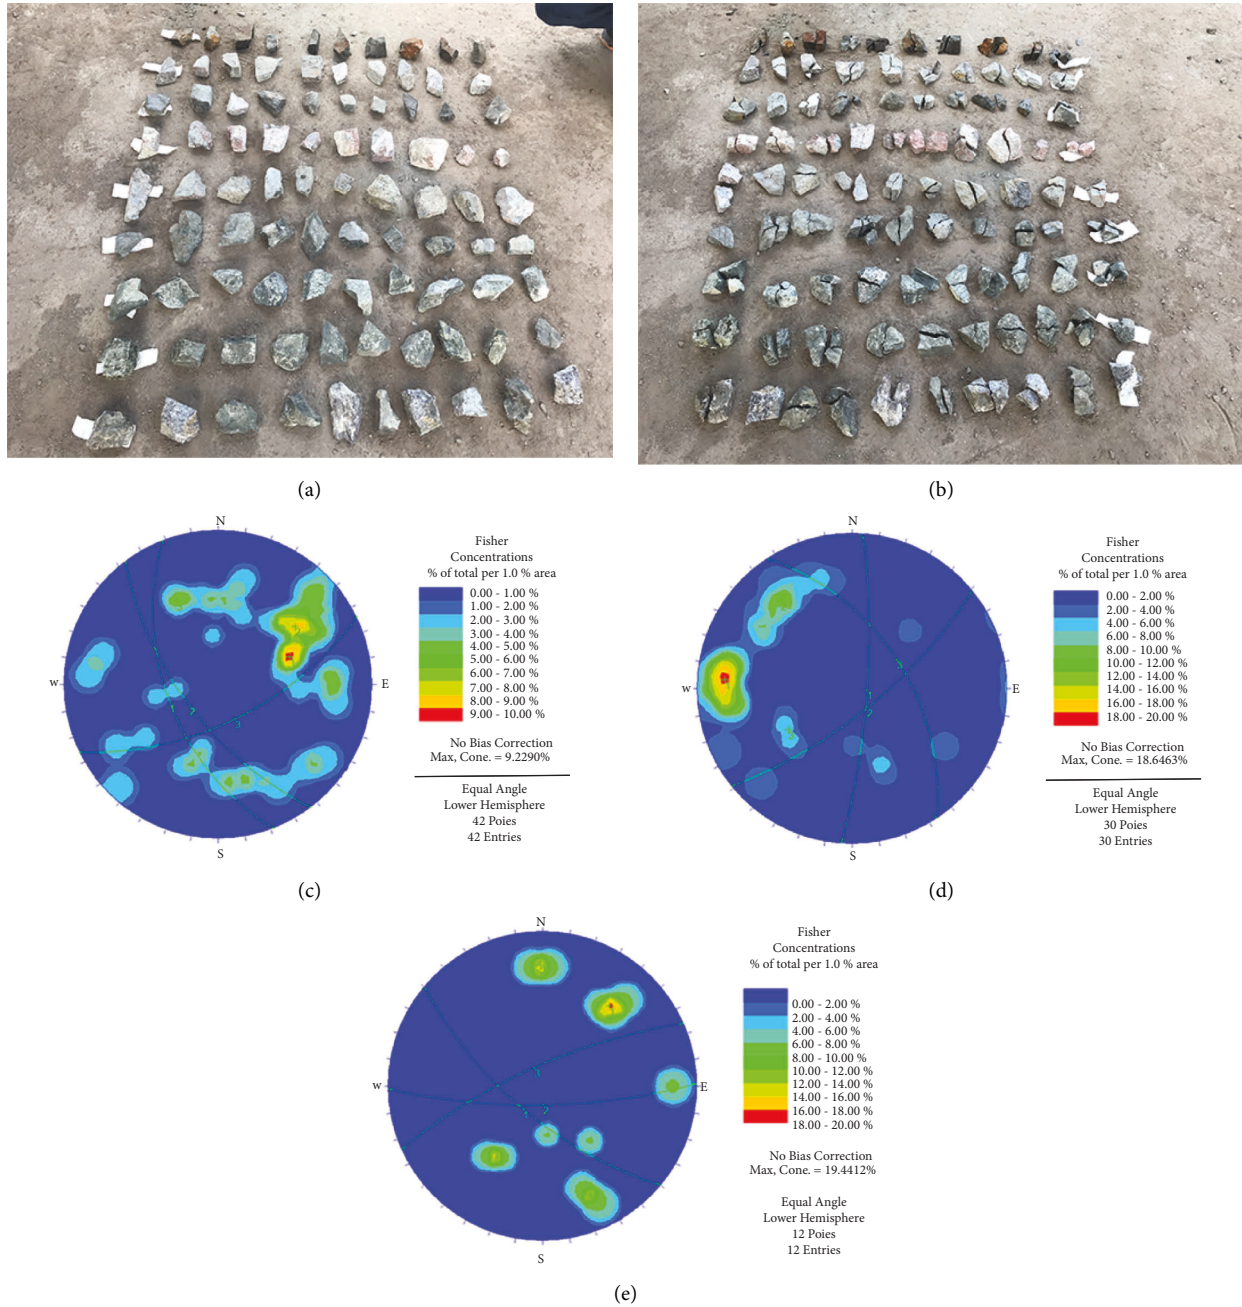 (a)
(b)
N
W
E
S
Fisher
Concentrations
% of total per 1.0 % area
0.00 - 1.00 %
1.00 - 2.00 %
2.00 - 3.00 %
3.00 - 4.00 %
4.00 - 5.00 %
5.00 - 6.00 %
6.00 - 7.00 %
7.00 - 8.00 %
8.00 - 9.00 %
9.00 - 10.00 %
No Bias Correction
Max, Cone. = 9.2290%
Equal Angle
Lower Hemisphere
42 Poies
42 Entries
(c)
N
W
E
S
Fisher
Concentrations
% of total per 1.0 % area
0.00 - 2.00 %
2.00 - 4.00 %
4.00 - 6.00 %
6.00 - 8.00 %
8.00 - 10.00 %
10.00 - 12.00 %
12.00 - 14.00 %
14.00 - 16.00 %
16.00 - 18.00 %
18.00 - 20.00 %
No Bias Correction
Max, Cone. = 18.6463%
Equal Angle
Lower Hemisphere
30 Poies
30 Entries
(d)
N
W
E
S
3
1 2
Fisher
Concentrations
% of total per 1.0 % area
0.00 - 2.00 %
2.00 - 4.00 %
4.00 - 6.00 %
6.00 - 8.00 %
8.00 - 10.00 %
10.00 - 12.00 %
12.00 - 14.00 %
14.00 - 16.00 %
16.00 - 18.00 %
18.00 - 20.00 %
No Bias Correction
Max, Cone. = 19.4412%
Equal Angle
Lower Hemisphere
12 Poies
12 Entries
(e)